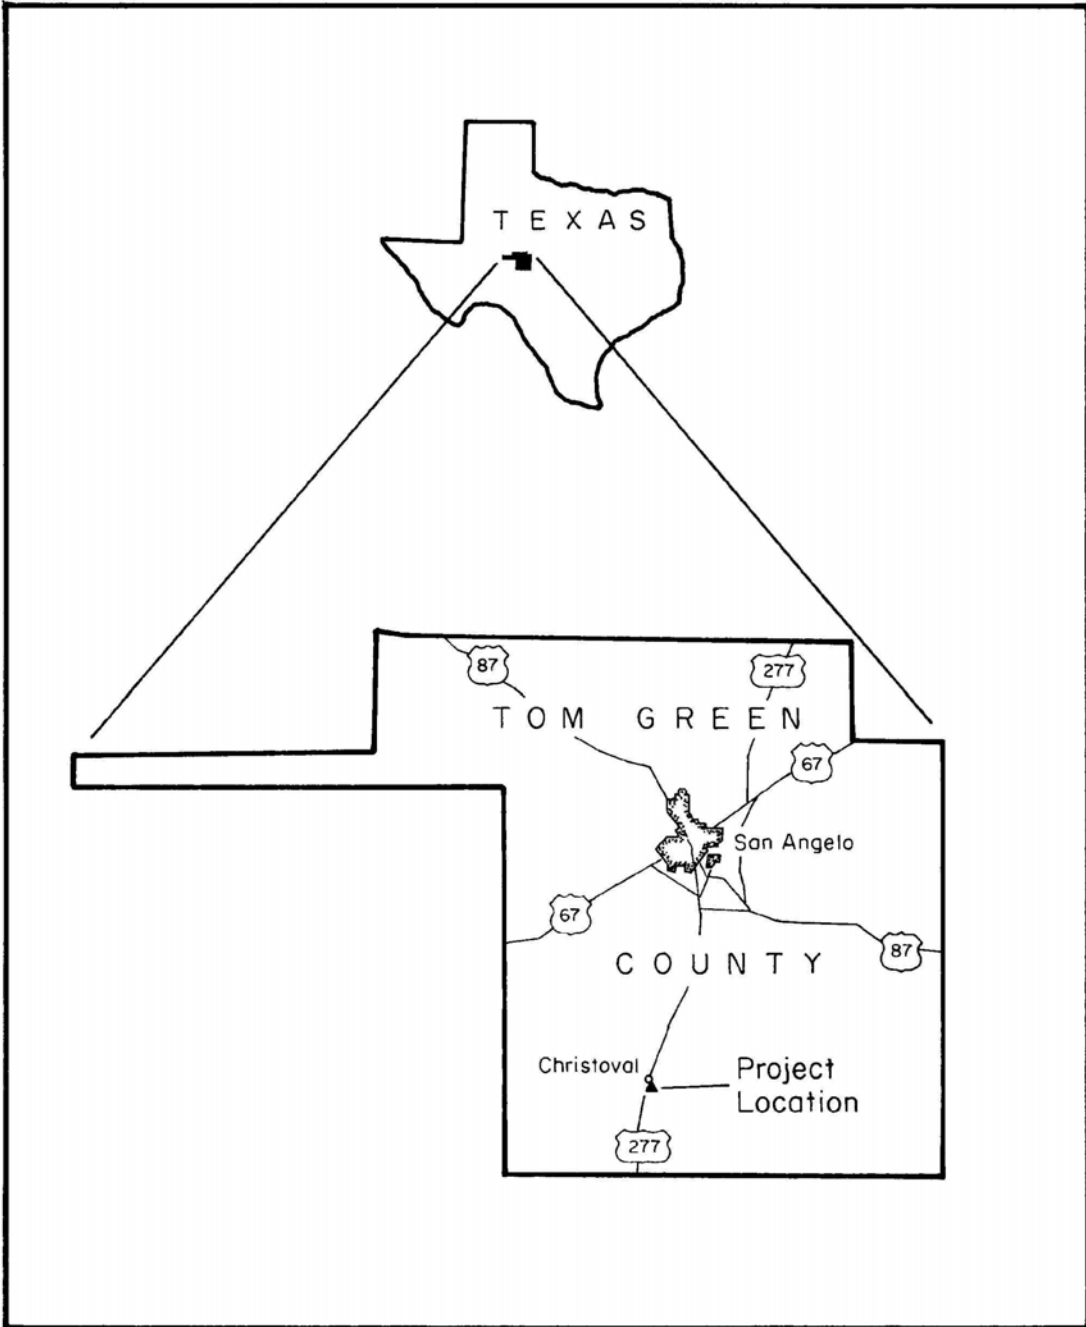 TEXAS
87
277
TOM GREEN
67
San Angelo
67
87
COUNTY
Christoval
Project
Location
277